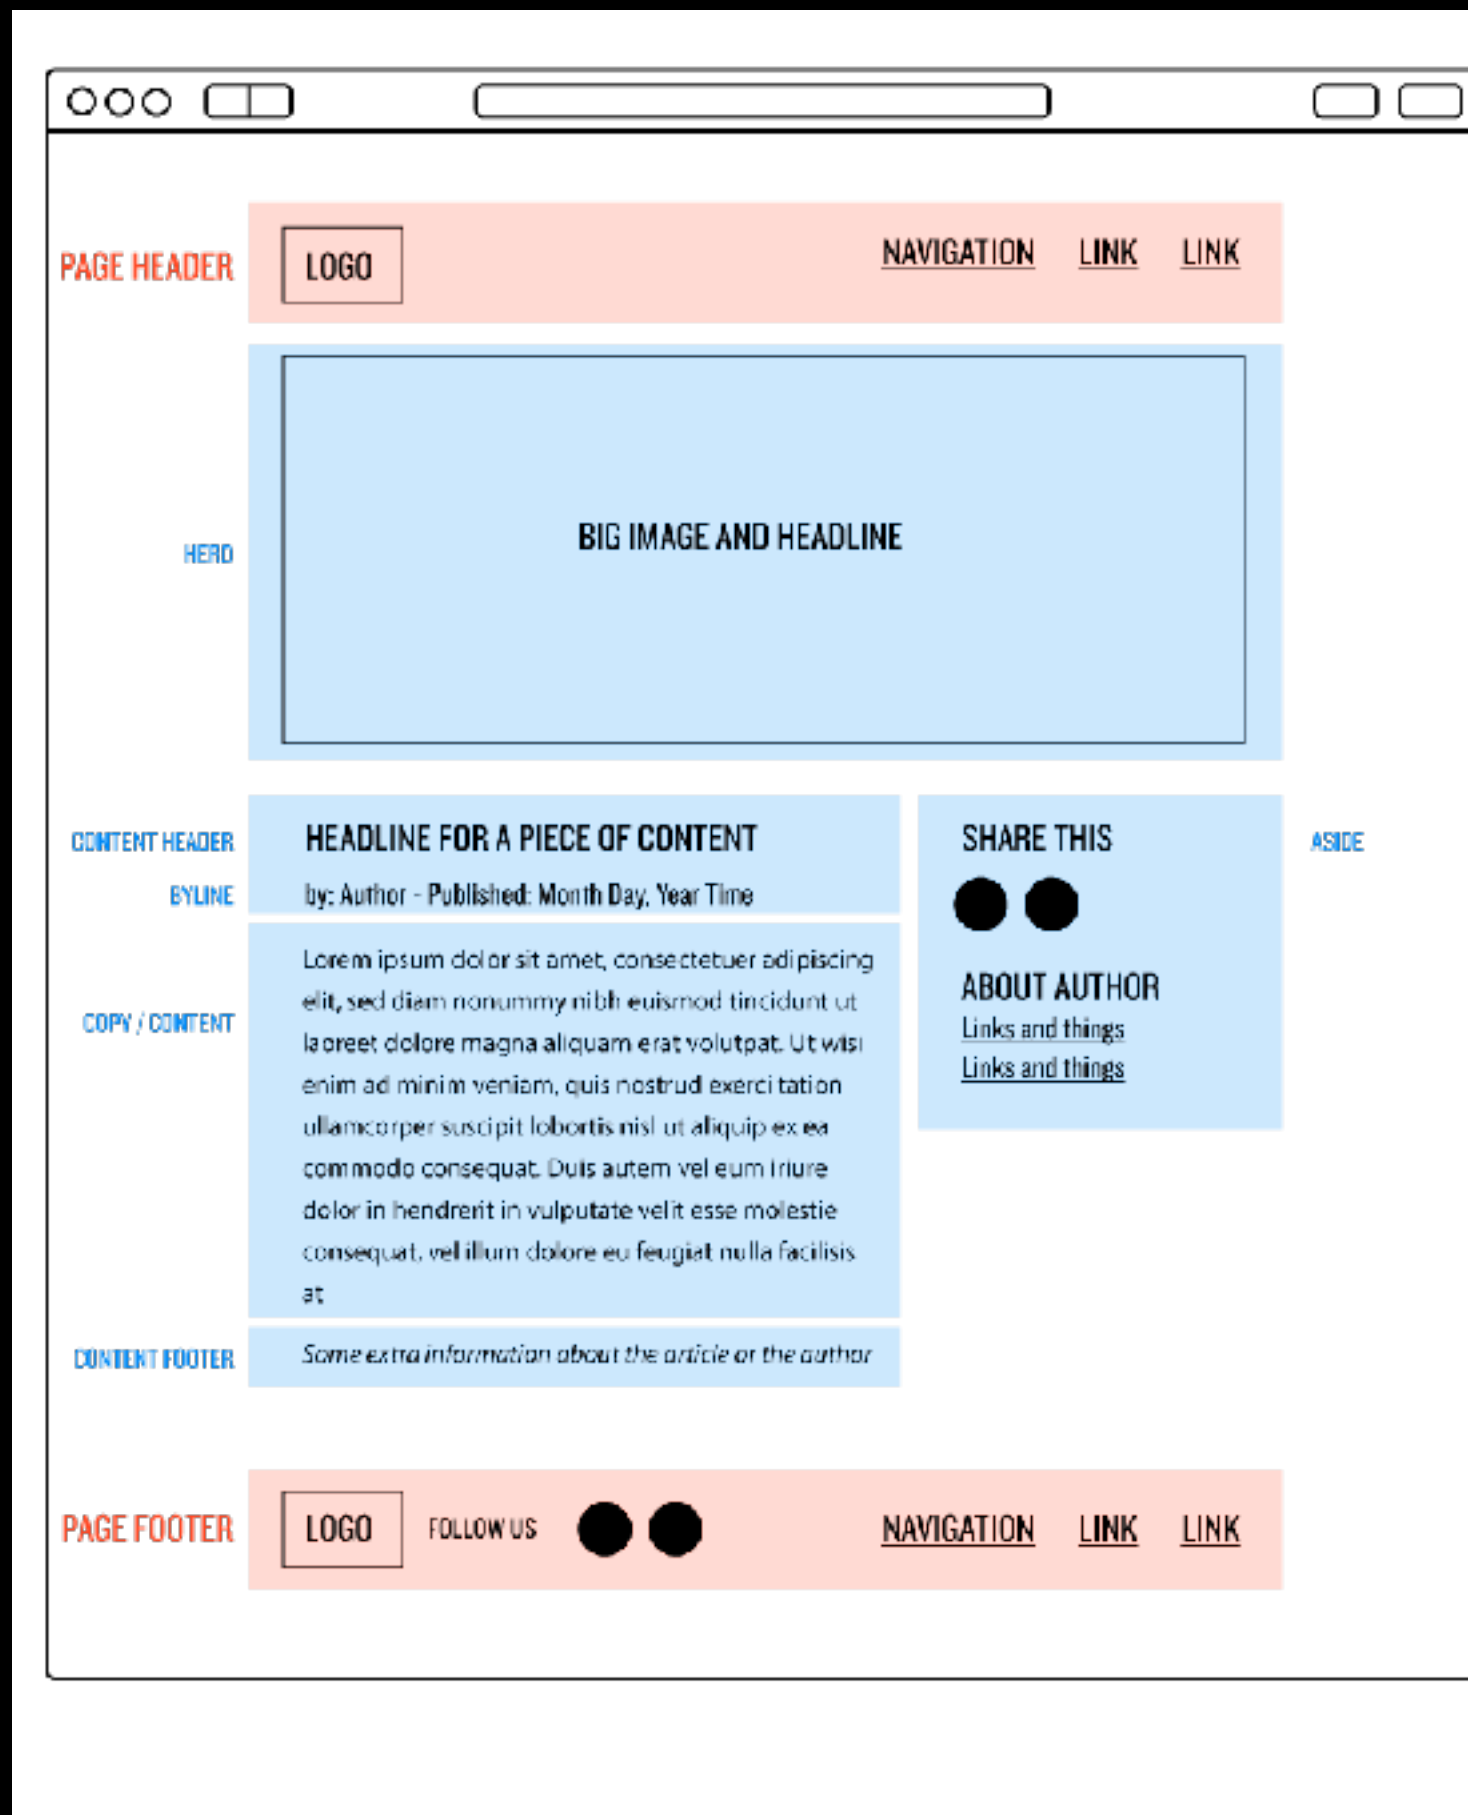 PAGE HEADER
LOGO
NAVIGATION LINK LINK
HERO
BIG IMAGE AND HEADLINE
CONTENT HEADER
HEADLINE FOR A PIECE OF CONTENT
BYLINE
by: Author - Published: Month Day, Year Time
COPY / CONTENT
Lorem ipsum dolor sit amet, consectetuer adipiscing
elit, sed diam nonummy nibh euismod tincidunt ut
laoreet dolore magna aliquam erat volutpat. Ut wisi
enim ad minim veniam, quis nostrud exerci tation
ullamcorper suscipit lobortis nisl ut aliquip ex ea
commodo consequat. Duis autem vel eum iriure
dolor in hendrerit in vulputate velit esse molestie
consequat, vel illum dolore eu feugiat nulla facilisis
at
CONTENT FOOTER
Some extra information about the article or the author
SHARE THIS
ASIDE
ABOUT AUTHOR
Links and things
Links and things
PAGE FOOTER
LOGO
FOLLOW US
NAVIGATION LINK LINK